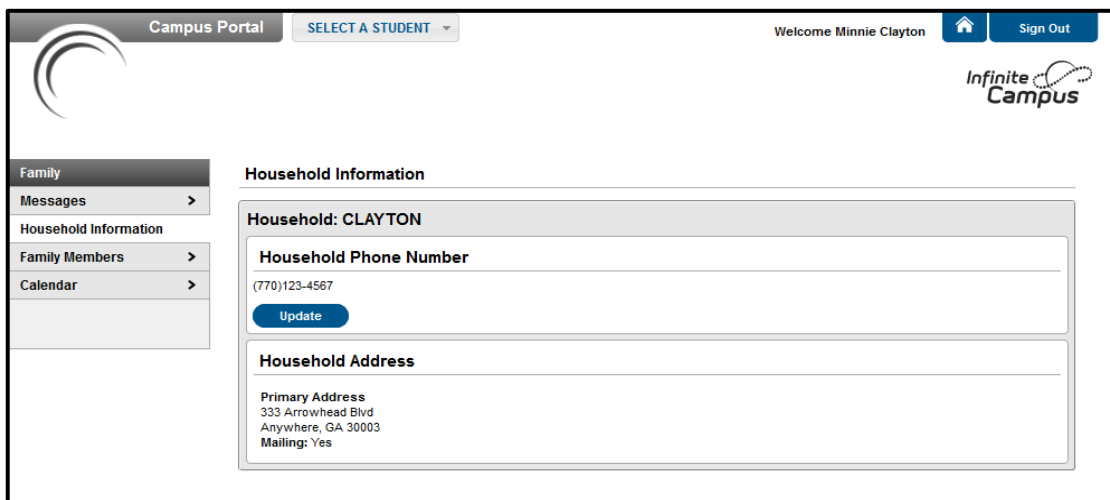 Campus Portal
SELECT A STUDENT
Welcome Minnie Clayton
Sign Out
Infinite
Campus
Family
Messages
Household Information
Family Members
Calendar
Household Information
Household: CLAYTON
Household Phone Number
(770)123-4567
Update
Household Address
Primary Address
333 Arrowhead Blvd
Anywhere, GA 30003
Mailing: Yes